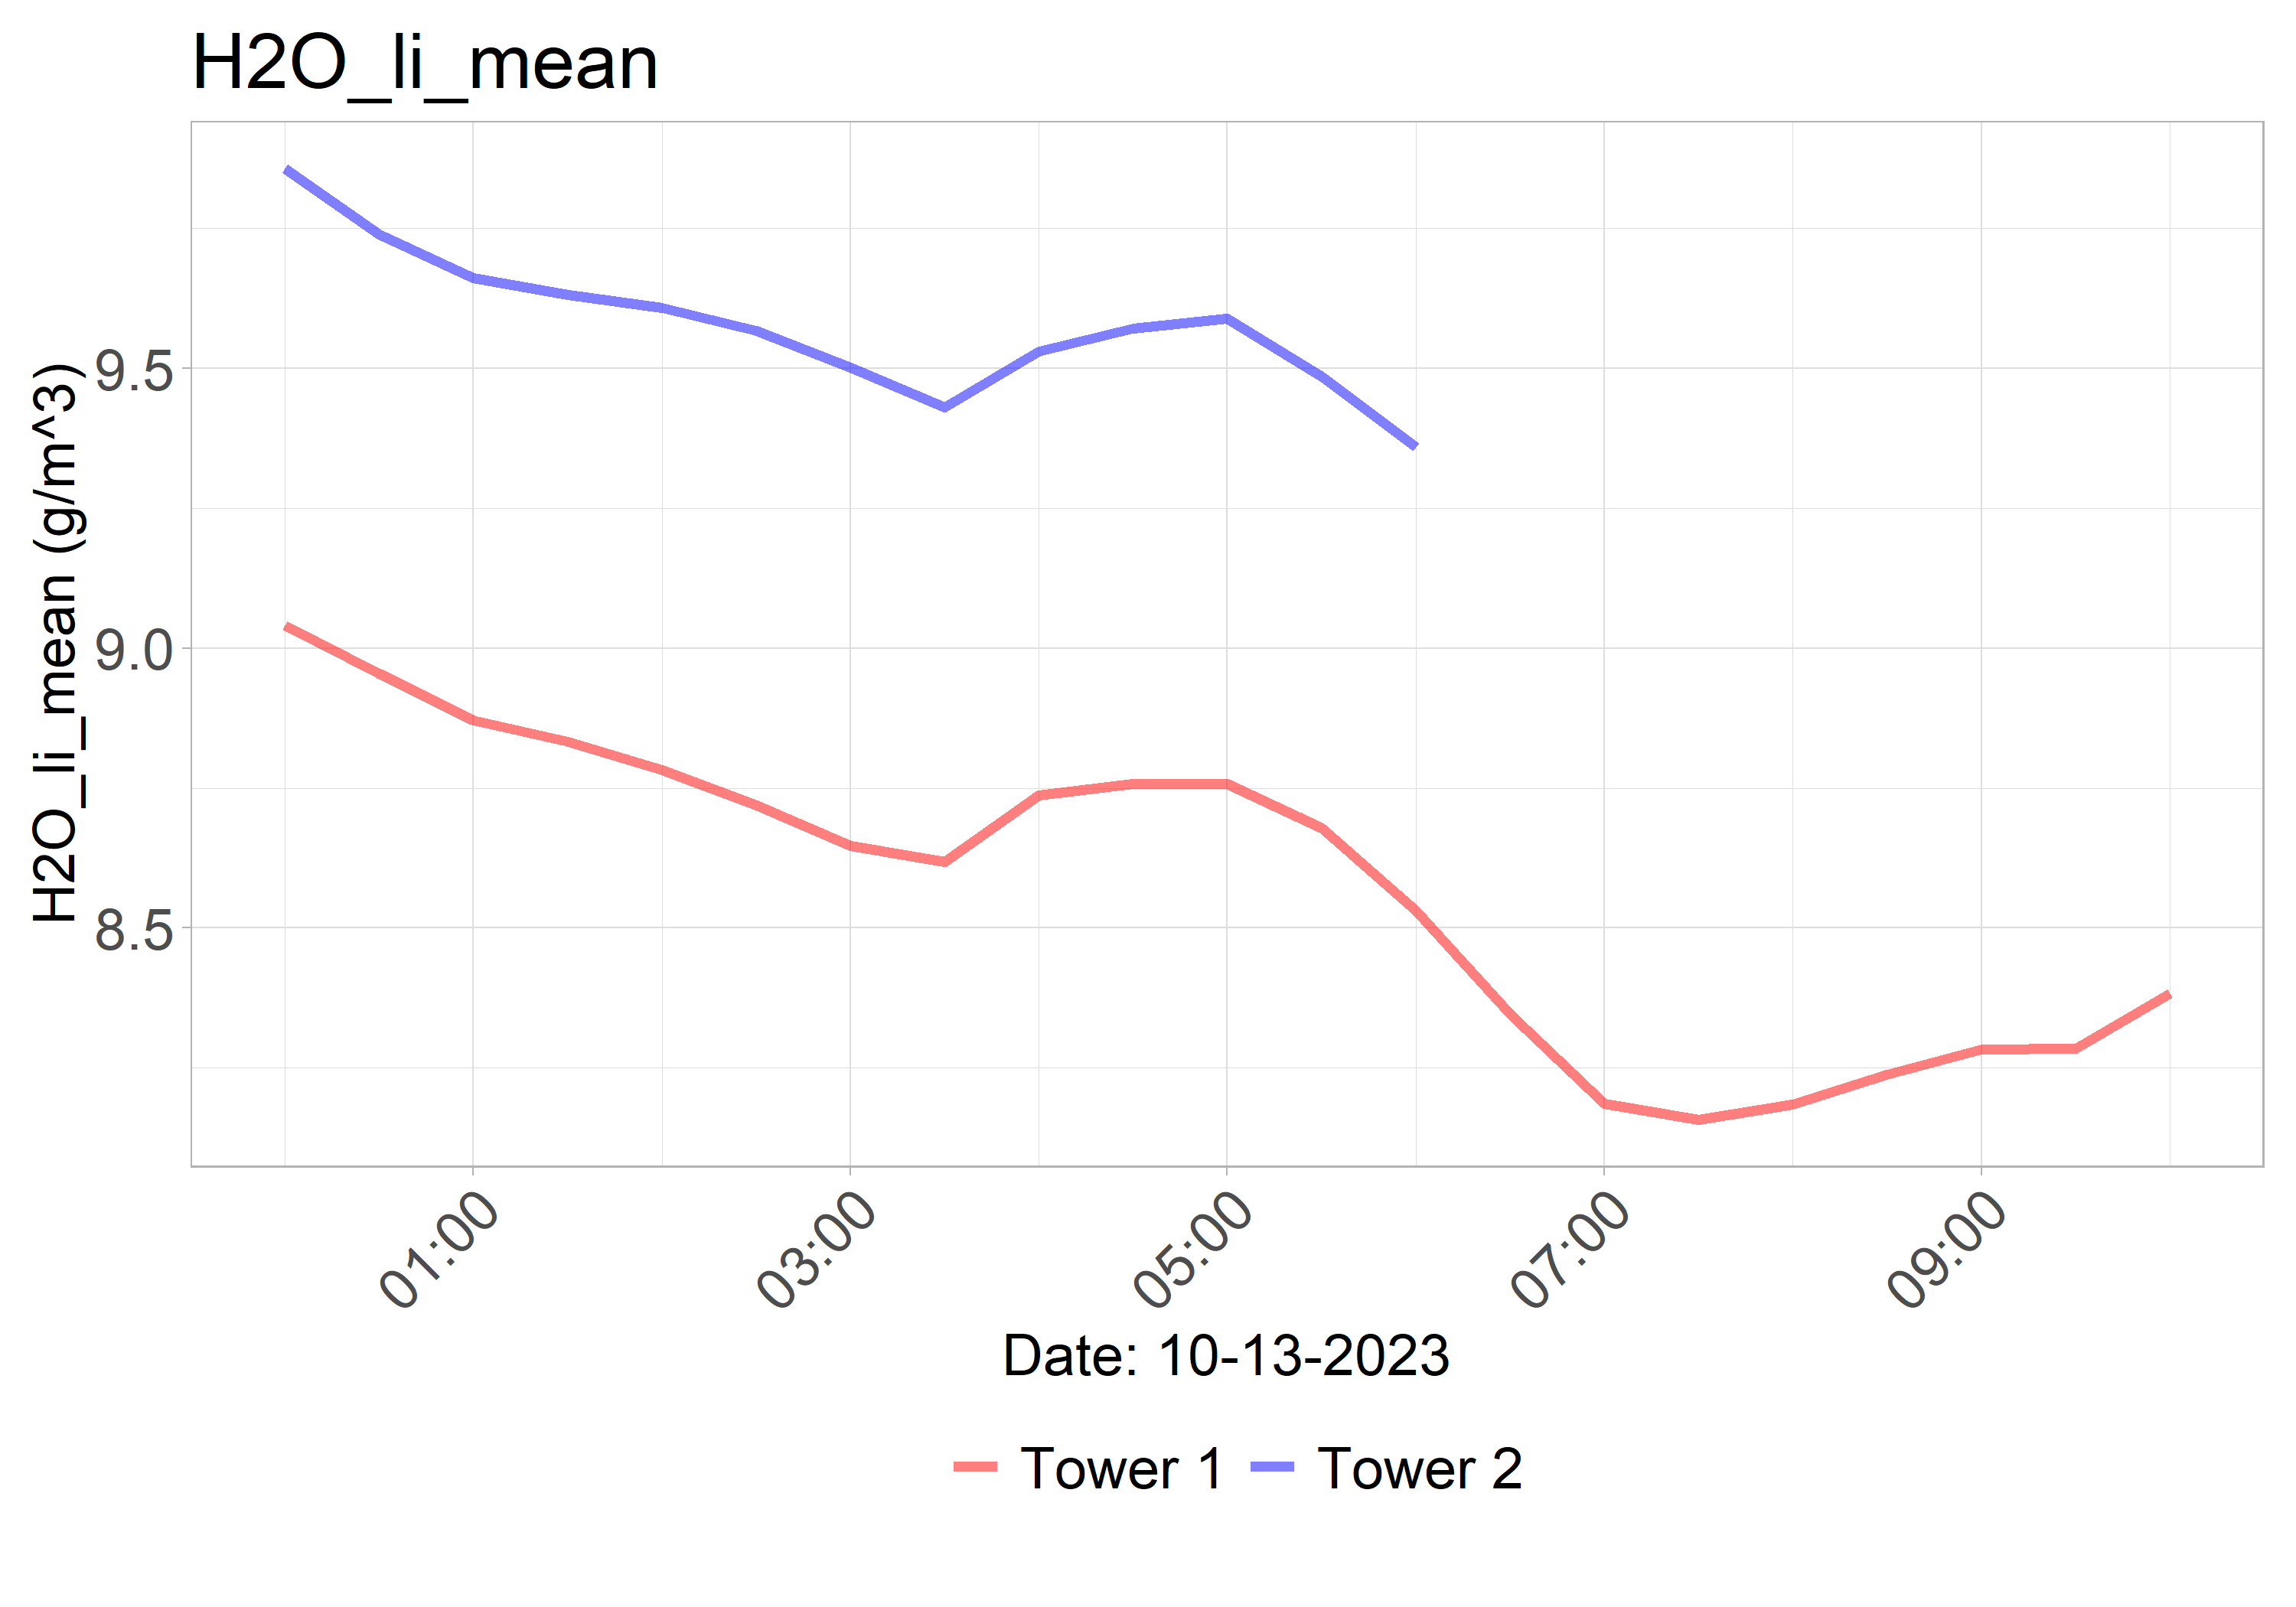 H2O_li_mean
H2O_li_mean (g/m^3)
9.5
9.0
8.5
01:00
03:00
05:00
07:00
09:00
Date: 10-13-2023
Tower 1
Tower 2